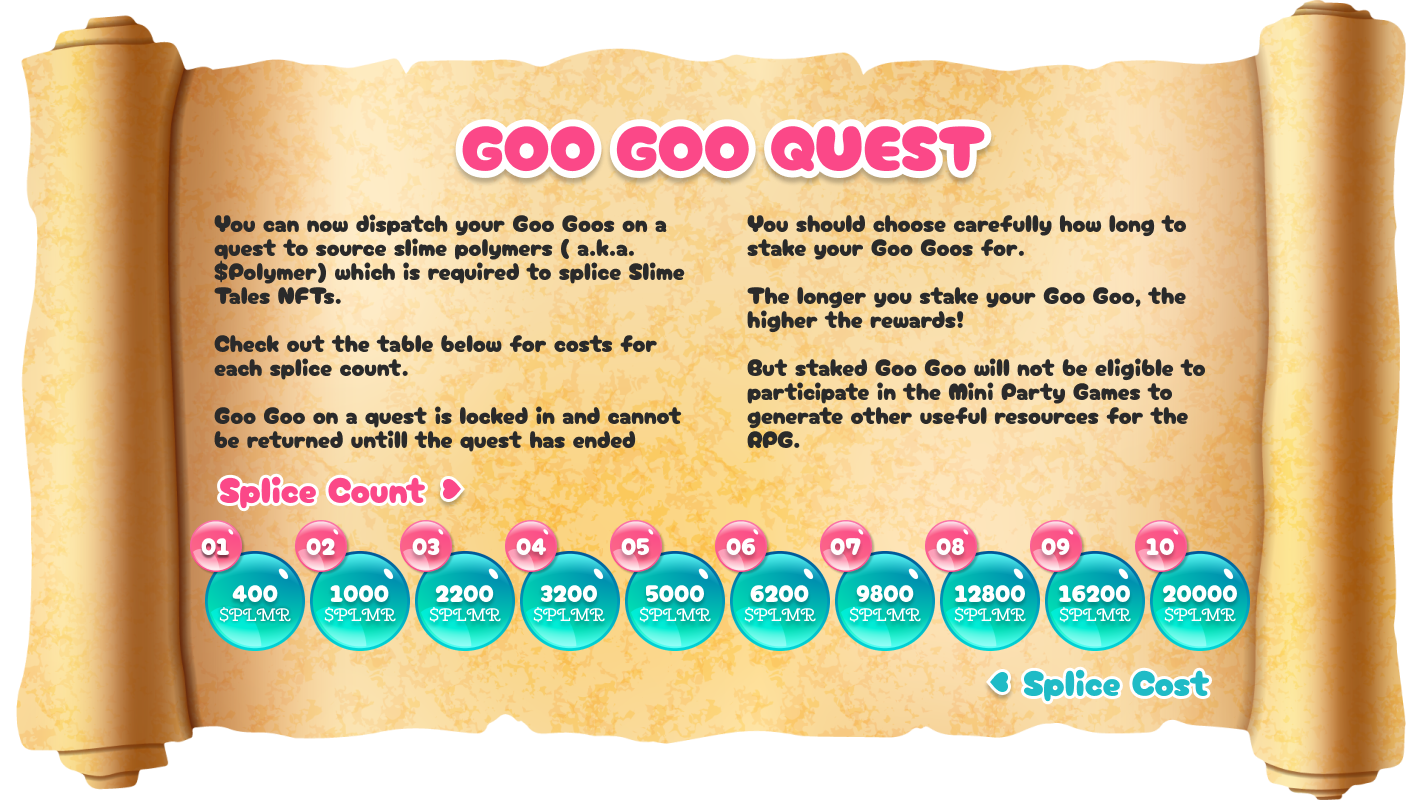 GOO GOO QUEST
You can now dispatch your Goo Goos on a
quest to source slime polymers ( a.k.a.
$Polymer) which is required to splice Slime
Tales NFTs.
Check out the table below for costs for
each splice count.
Goo Goo on a quest is locked in and cannot
be returned untill the quest has ended
You should choose carefully how long to
stake your Goo Goos for.
The longer you stake your Goo Goo, the
higher the rewards!
But staked Goo Goo will not be eligible to
participate in the Mini Party Games to
generate other useful resources for the
RPG.
Splice Count
01 02 03 04 05 06 07 08 09 10
400 1000 2200 3200 5000 6200 9800 12800 16200 20000
$PLMR $PLMR $PLMR $PLMR $PLMR $PLMR $PLMR $PLMR $PLMR $PLMR
Splice Cost